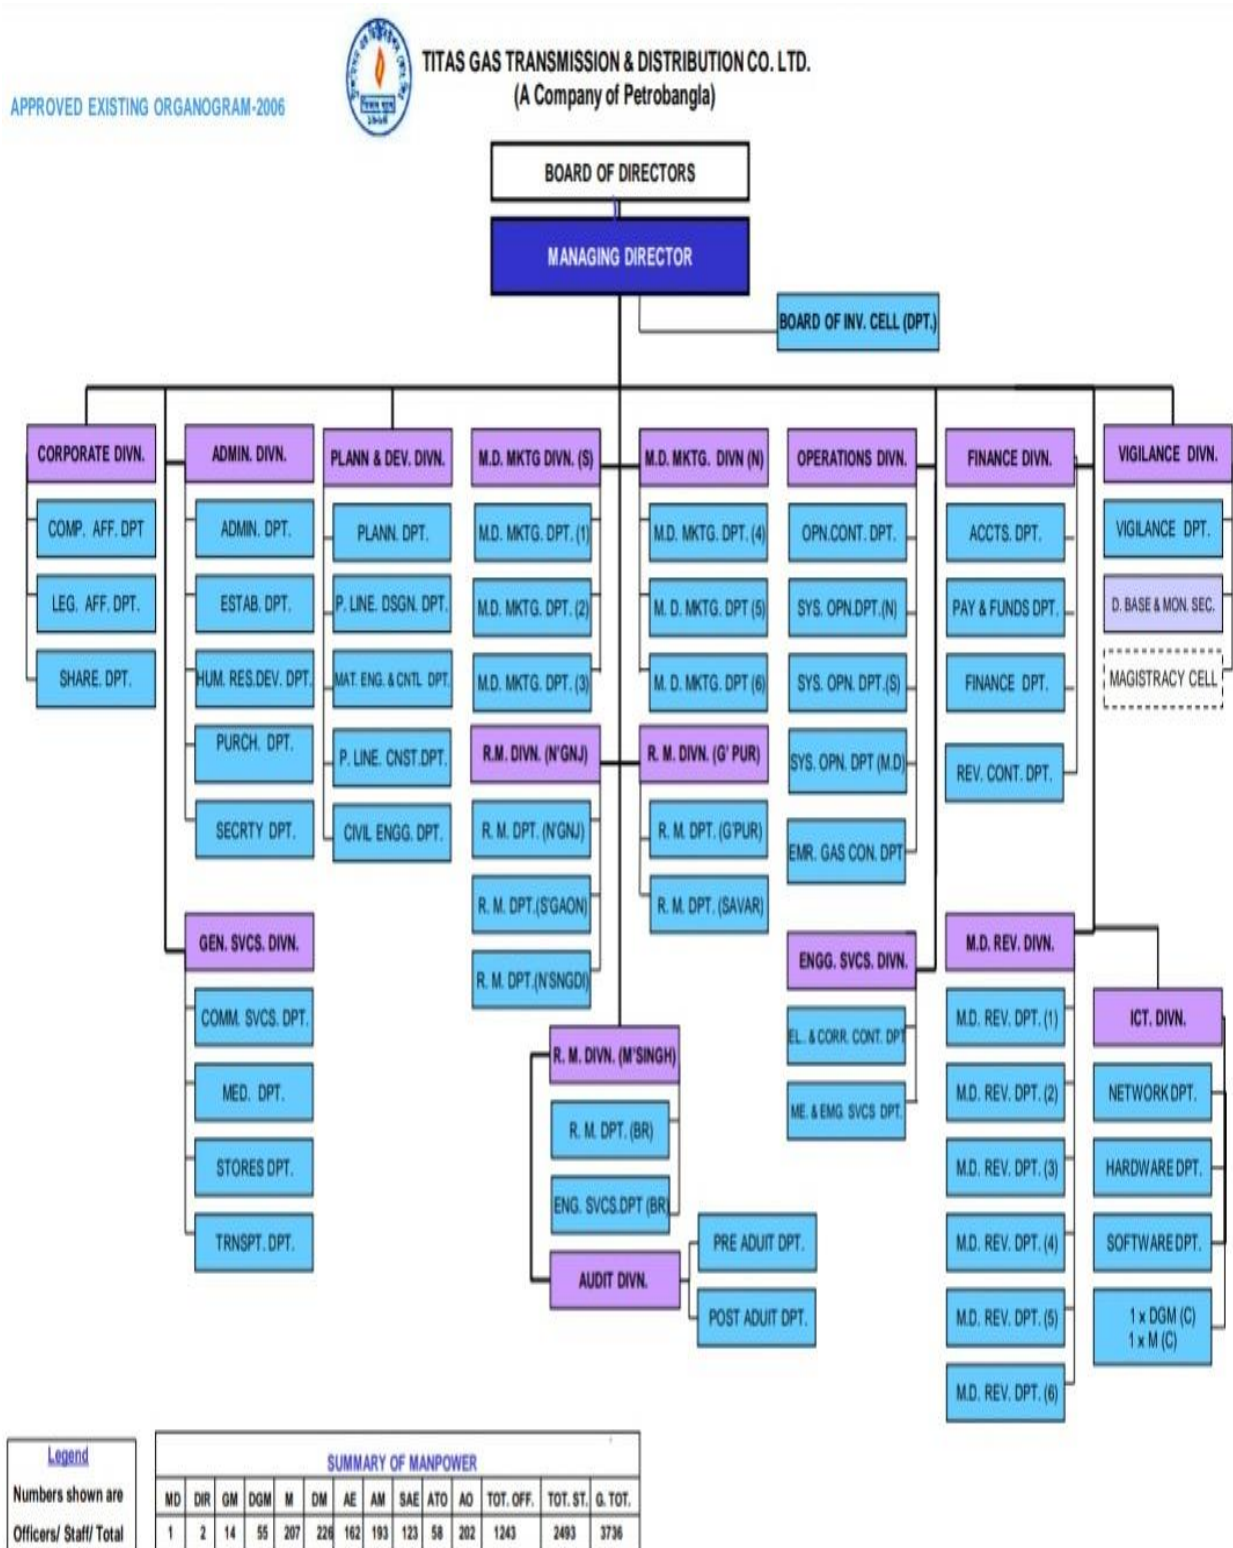 TITAS GAS TRANSMISSION & DISTRIBUTION CO. LTD.
(A Company of Petrobangla)
APPROVED EXISTING ORGANOGRAM-2006
BOARD OF DIRECTORS
MANAGING DIRECTOR
BOARD OF INV. CELL (DPT.)
CORPORATE DIVN.
COMP. AFF. DPT
LEG. AFF. DPT.
SHARE. DPT.
ADMIN. DIVN.
ADMIN. DPT.
ESTAB. DPT.
HUM. RES.DEV. DPT.
PURCH. DPT.
SECRTY DPT.
GEN. SVCS. DIVN.
COMM. SVCS. DPT.
MED. DPT.
STORES DPT.
TRNSPT. DPT.
PLANN & DEV. DIVN.
PLANN. DPT.
P. LINE. DSGN. DPT.
MAT. ENG. & CNTL DPT.
P. LINE. CNST.DPT.
CIVIL ENGG. DPT.
M.D. MKTG DIVN. (S)
M.D. MKTG. DPT. (1)
M.D. MKTG. DPT. (2)
M.D. MKTG. DPT. (3)
R.M. DIVN. (N'GNJ)
R. M. DPT. (N'GNJ)
R. M. DPT.(S'GAON)
R. M. DPT.(N'SNGDI)
M.D. MKTG. DIVN (N)
M.D. MKTG. DPT. (4)
M. D. MKTG. DPT (5)
M. D. MKTG. DPT (6)
R. M. DIVN. (G' PUR)
R. M. DPT. (G'PUR)
R. M. DPT. (SAVAR)
R. M. DIVN. (M'SINGH)
R. M. DPT. (BR)
ENG. SVCS.DPT (BR)
AUDIT DIVN.
PRE ADUIT DPT.
POST ADUIT DPT.
OPERATIONS DIVN.
OPN.CONT. DPT.
SYS. OPN.DPT.(N)
SYS. OPN. DPT.(S)
SYS. OPN. DPT (M.D)
EMR. GAS CON. DPT
ENGG. SVCS. DIVN.
EL. & CORR. CONT. DPT
ME. & EMG. SVCS DPT.
FINANCE DIVN.
ACCTS. DPT.
PAY & FUNDS DPT.
FINANCE DPT.
REV. CONT. DPT.
M.D. REV. DIVN.
M.D. REV. DPT. (1)
M.D. REV. DPT. (2)
M.D. REV. DPT. (3)
M.D. REV. DPT. (4)
M.D. REV. DPT. (5)
M.D. REV. DPT. (6)
VIGILANCE DIVN.
VIGILANCE DPT.
D. BASE & MON. SEC.
MAGISTRACY CELL
ICT. DIVN.
NETWORK DPT.
HARDWARE DPT.
SOFTWARE DPT.
1 x DGM (C)
1 x M (C)
Legend
Numbers shown are
Officers/ Staff/ Total
SUMMARY OF MANPOWER
MD DIR GM DGM M DM AE AM SAE ATO AO TOT. OFF. TOT. ST. G. TOT.
1 2 14 55 207 226 162 193 123 58 202 1243 2493 3736